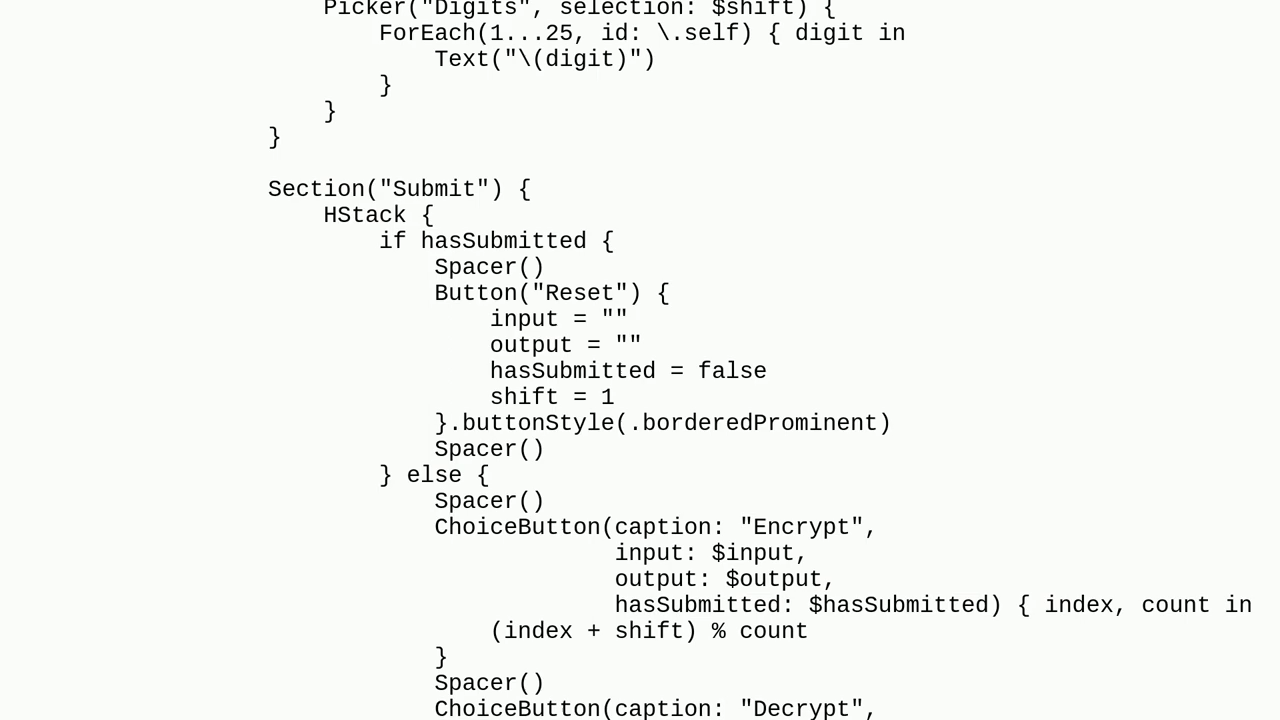 Picker("Digits", selection: $shift) {
ForEach(1...25, id: \.self) { digit in
Text("\(digit)")
}
}
}
Section("Submit") {
HStack {
if hasSubmitted {
Spacer()
Button("Reset") {
input = ""
output = ""
hasSubmitted = false
shift = 1
}.buttonStyle(.borderedProminent)
Spacer()
} else {
Spacer()
ChoiceButton(caption: "Encrypt",
input: $input,
output: $output,
hasSubmitted: $hasSubmitted) { index, count in
(index + shift) % count
}
Spacer()
ChoiceButton(caption: "Decrypt",